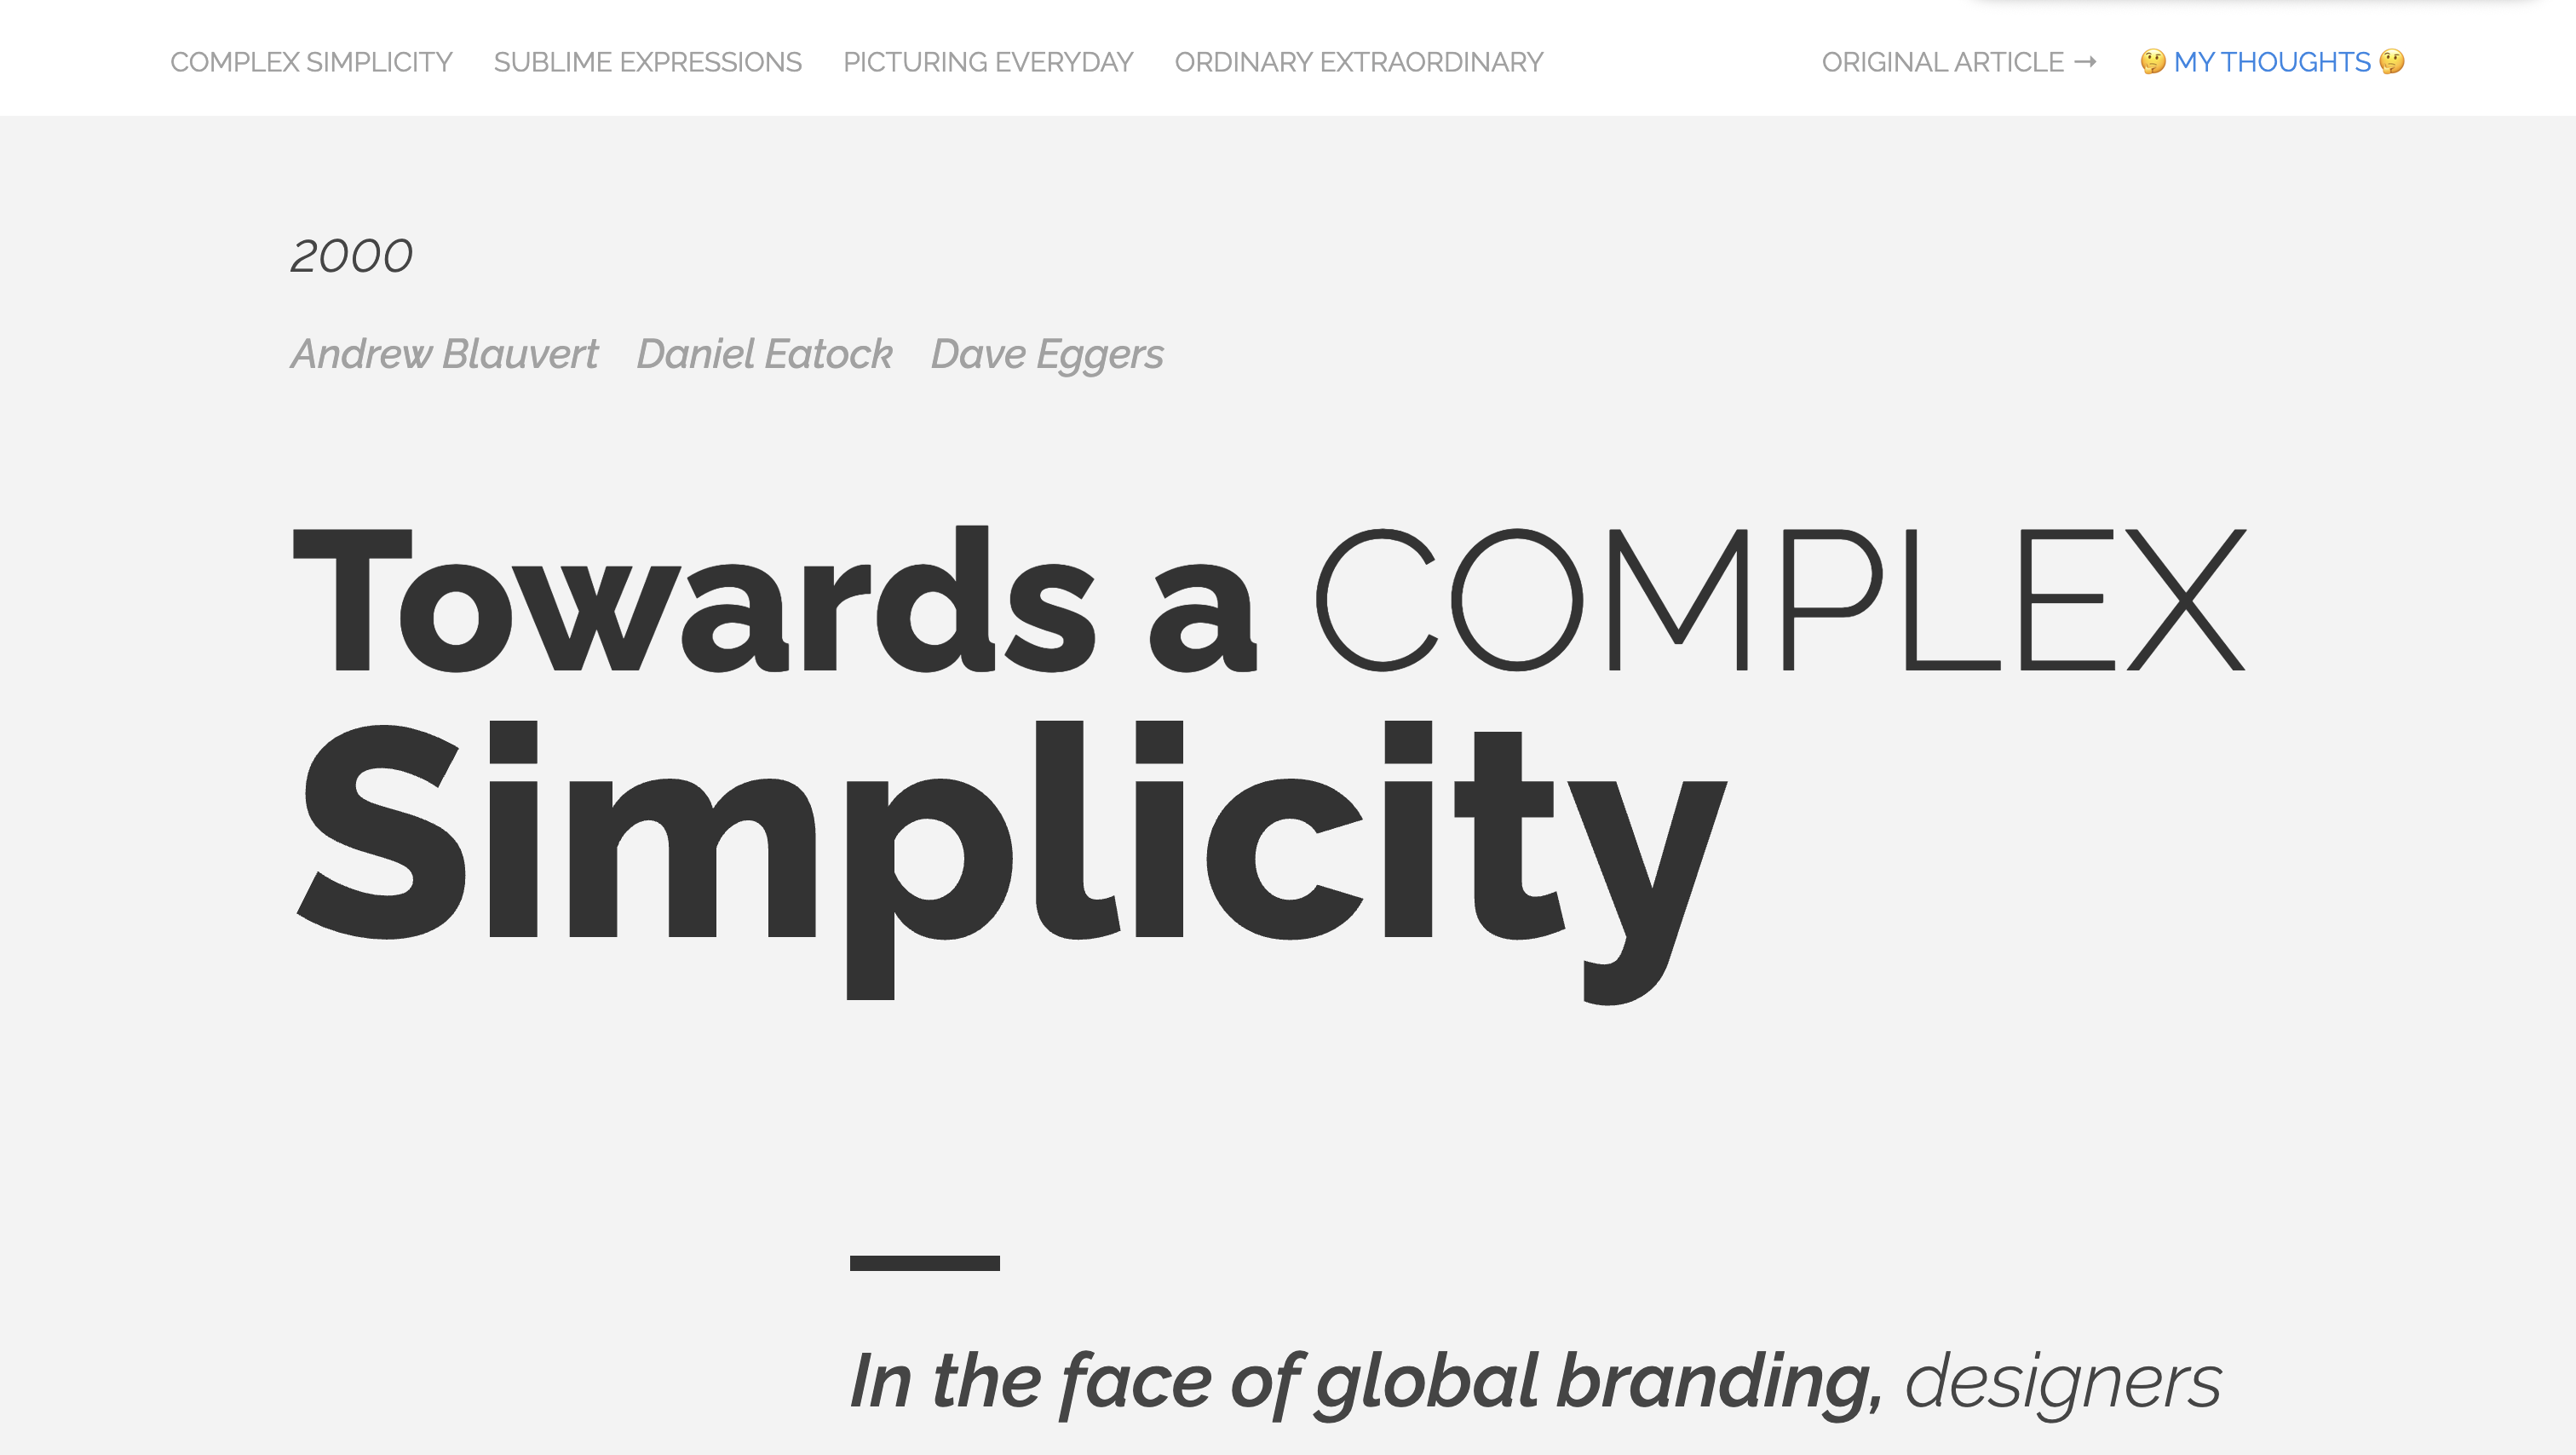 COMPLEX SIMPLICITY SUBLIME EXPRESSIONS PICTURING EVERYDAY ORDINARY EXTRAORDINARY ORIGINAL ARTICLE → 🤔 MY THOUGHTS 🤔
2000
Andrew Blauvert Daniel Eatock Dave Eggers
Towards a COMPLEX
Simplicity
In the face of global branding, designers